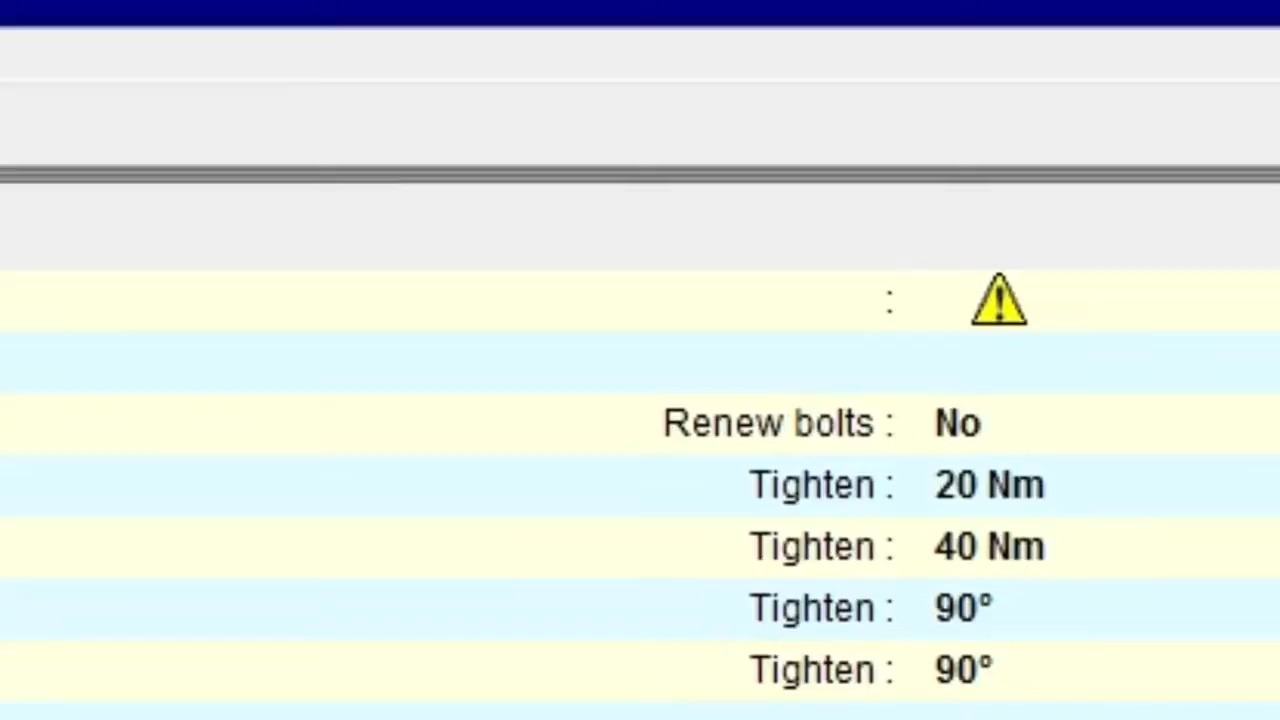 :
Renew bolts : No
Tighten : 20 Nm
Tighten : 40 Nm
Tighten : 90°
Tighten : 90°